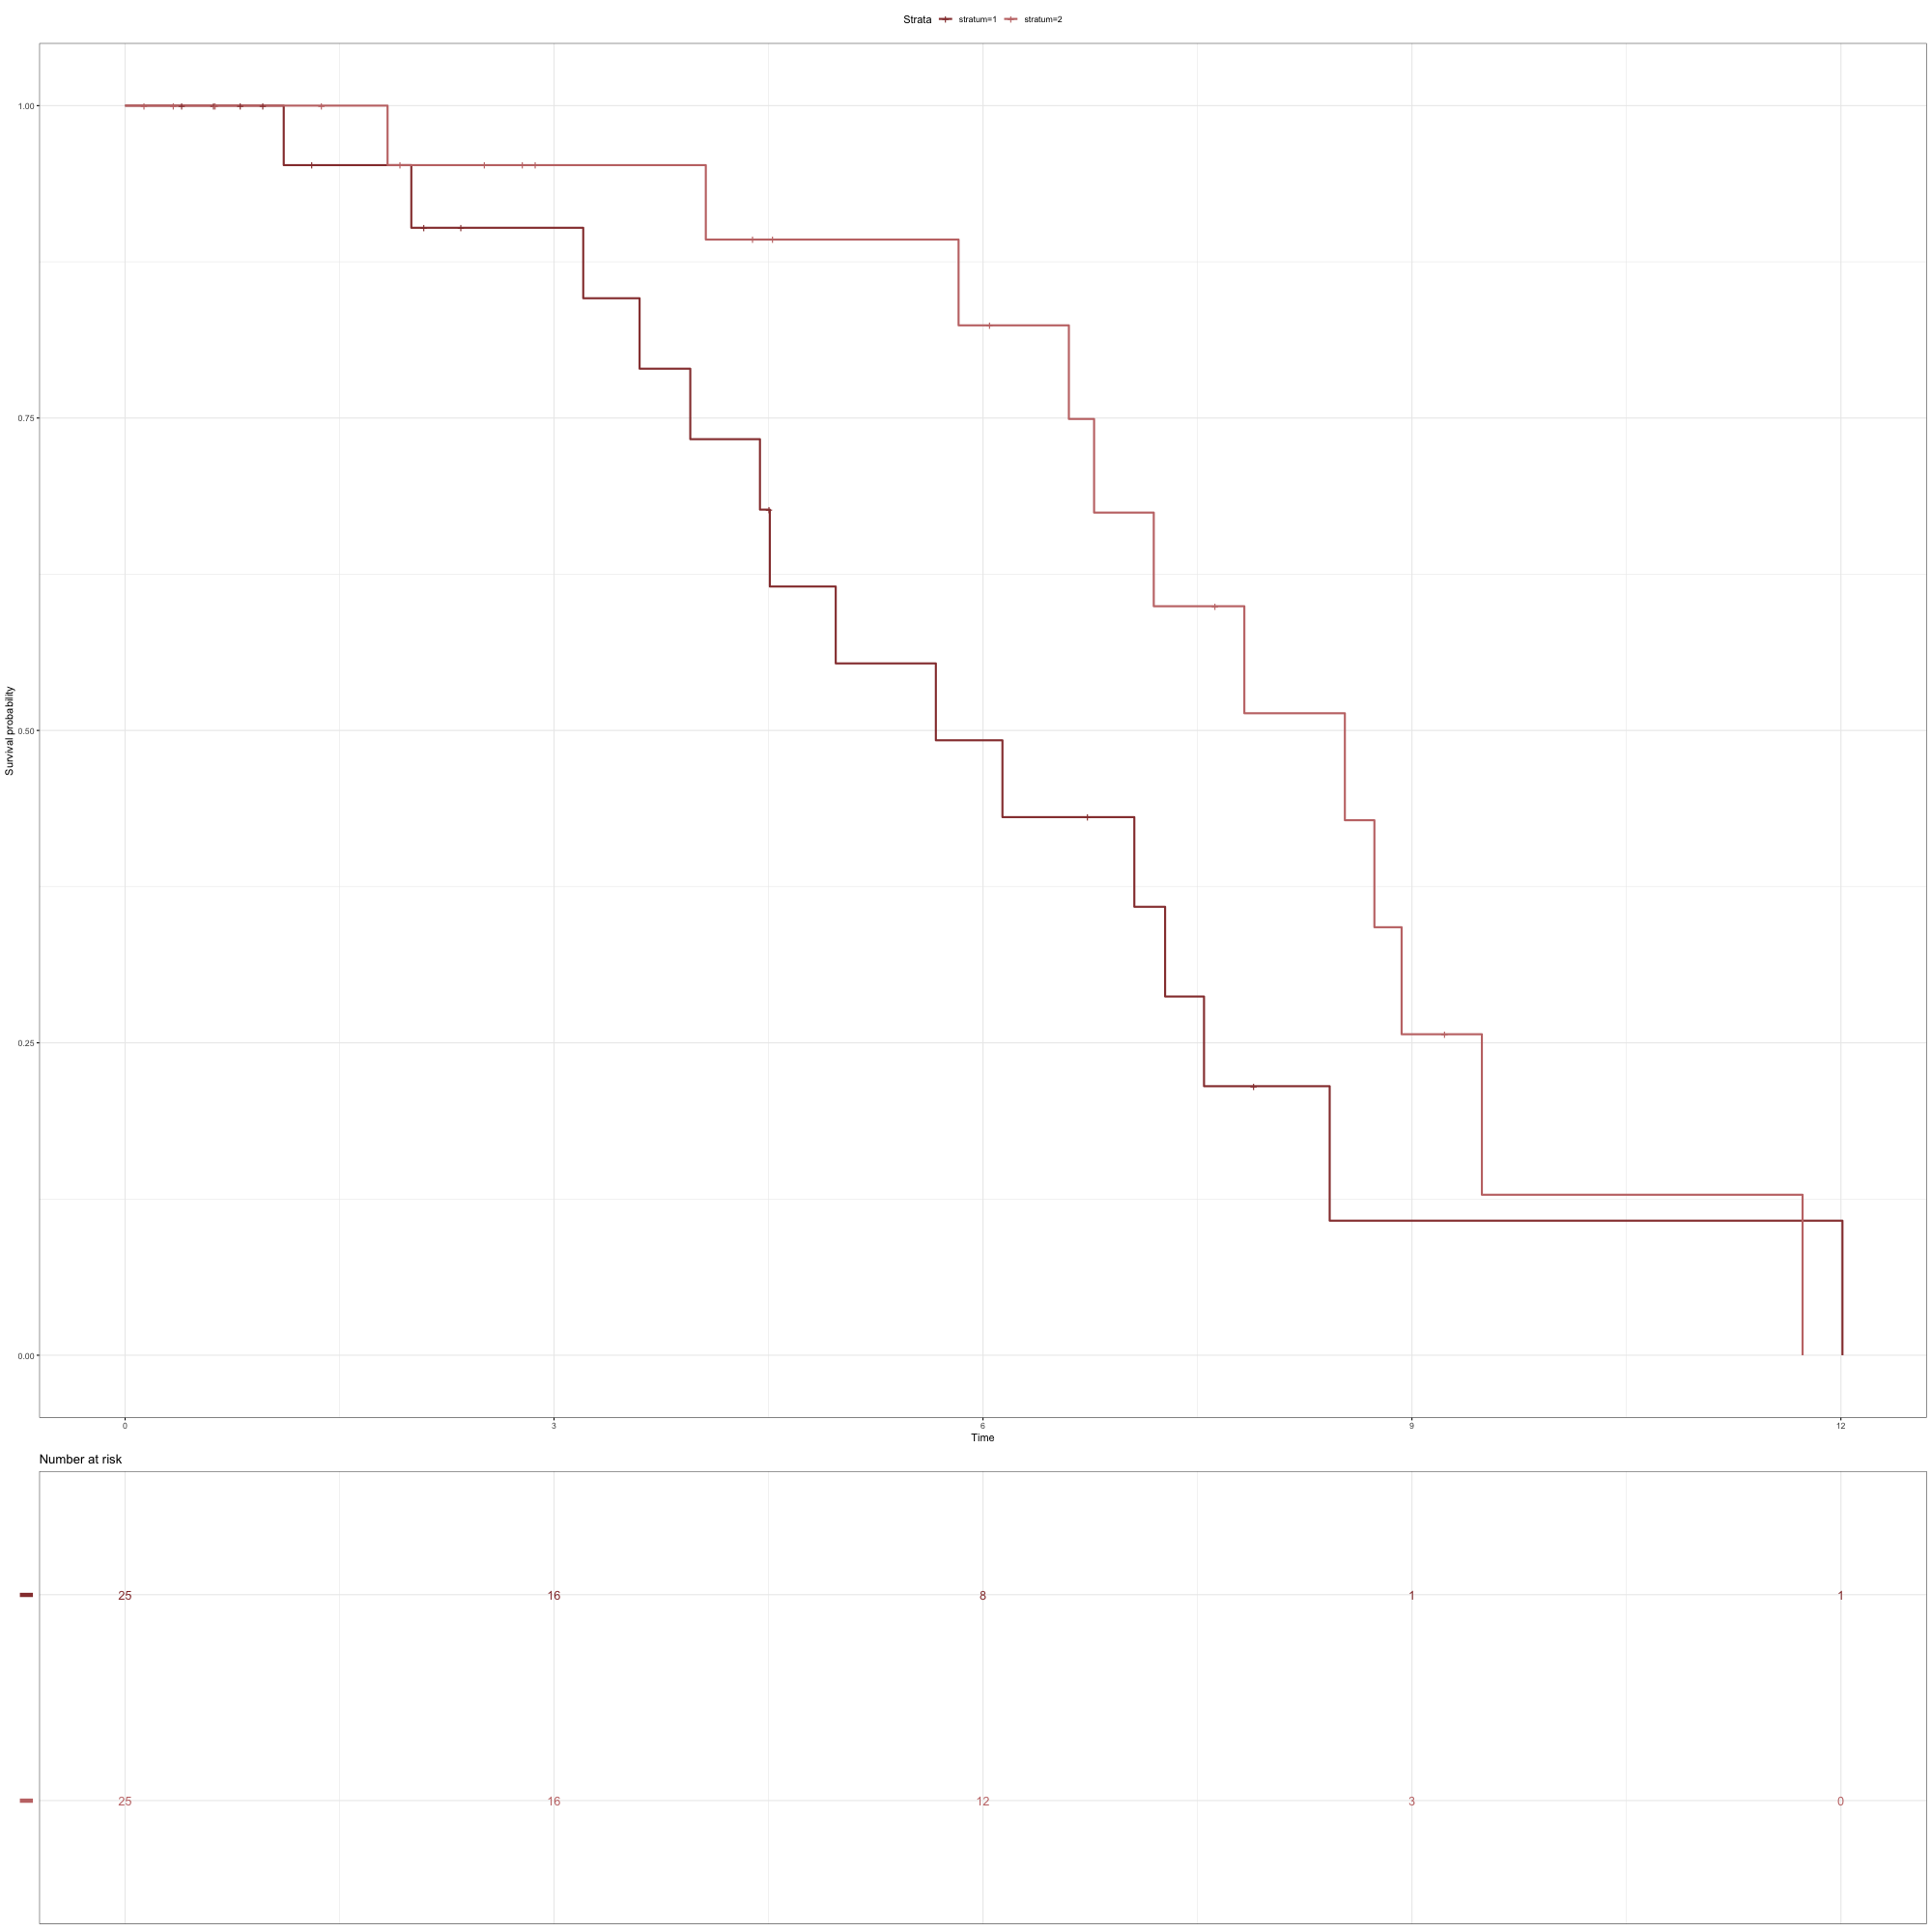 Strata stratum=1 stratum=2
1.00
0.75
0.50
0.25
0.00
Survival probability
0 3 6 9 12
Time
Number at risk
25 16 8 1 1
25 16 12 3 0